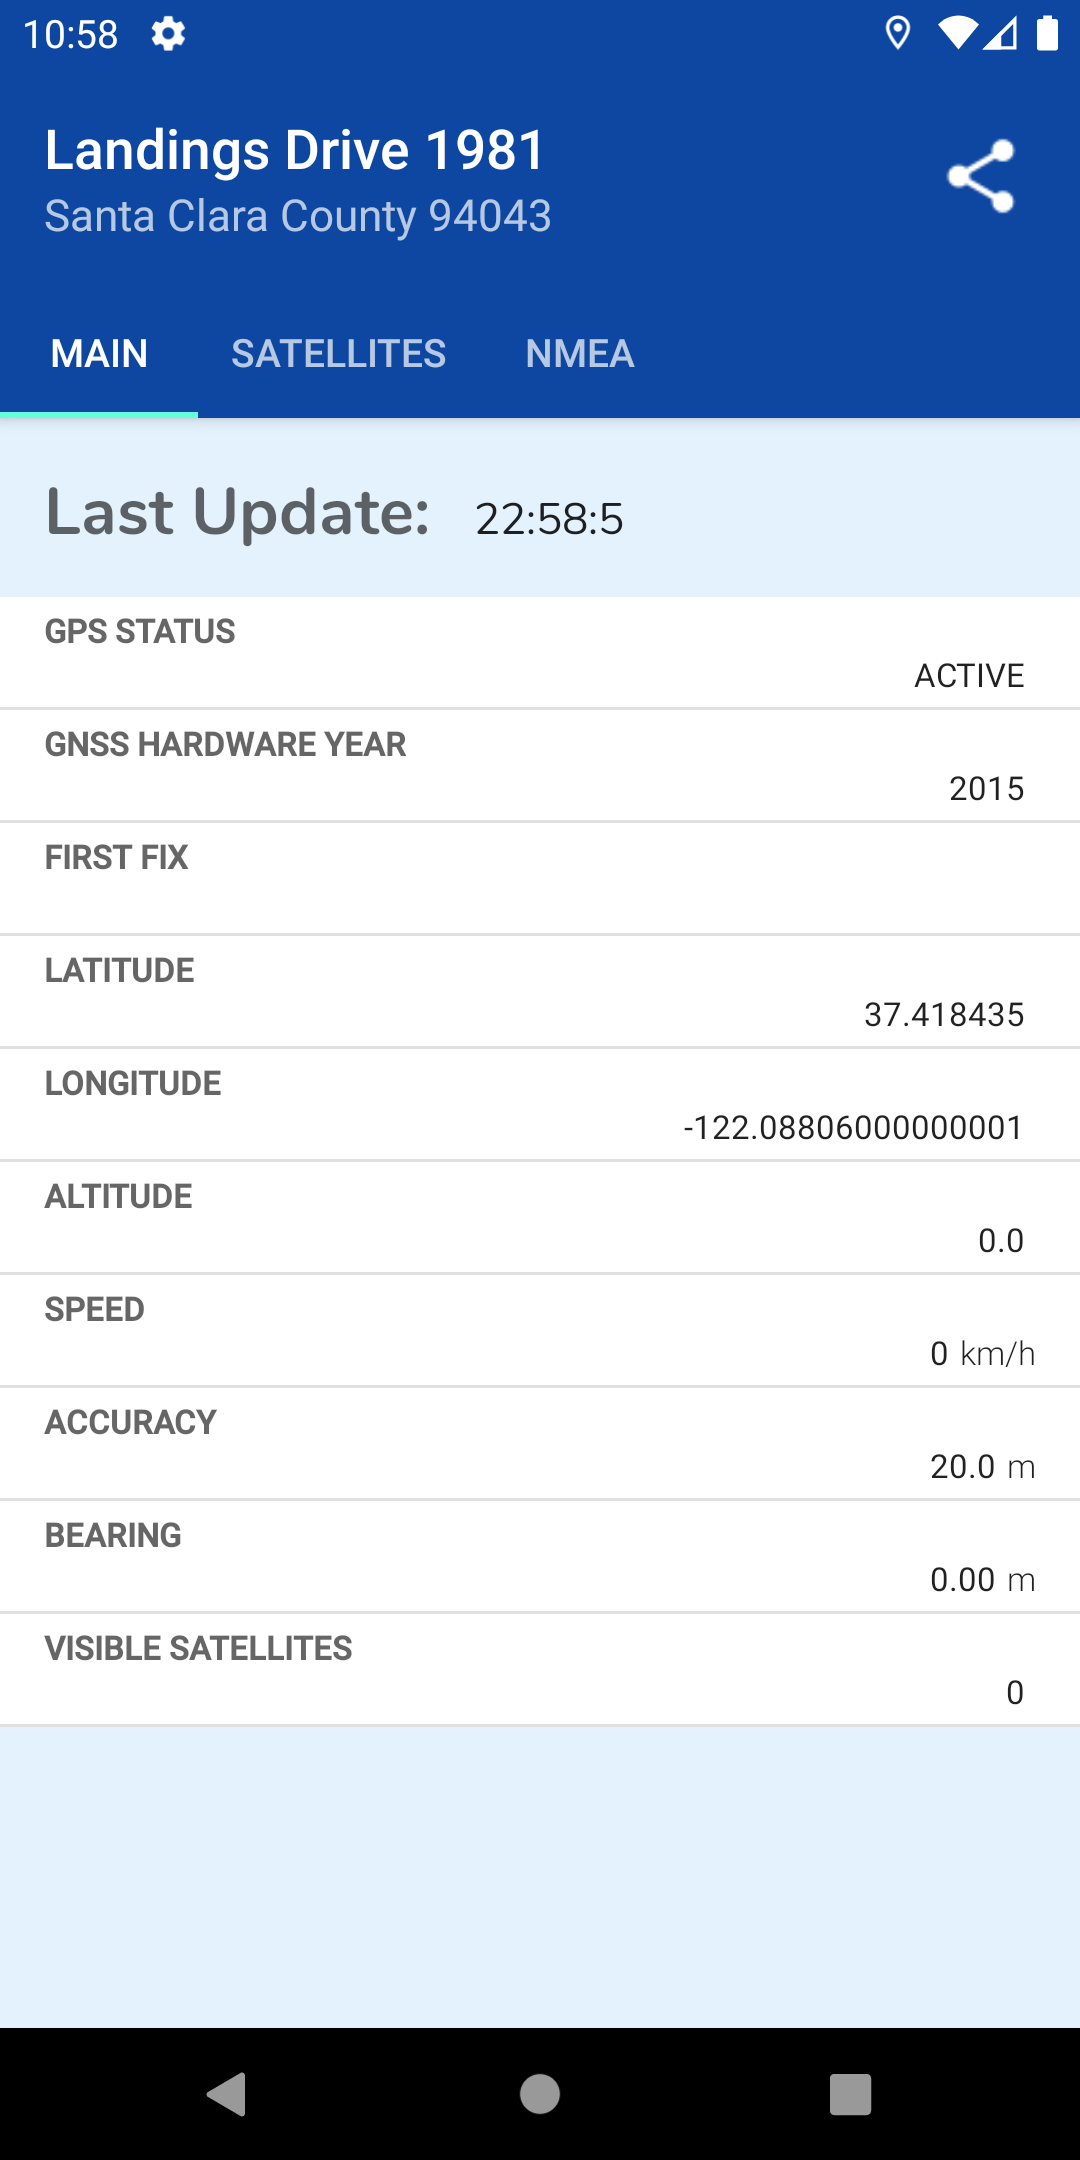 10:58
Landings Drive 1981
Santa Clara County 94043
MAIN SATELLITES NMEA
Last Update: 22:58:5
GPS STATUS
ACTIVE
GNSS HARDWARE YEAR
2015
FIRST FIX
LATITUDE
37.418435
LONGITUDE
-122.08806000000001
ALTITUDE
0.0
SPEED
0 km/h
ACCURACY
20.0 m
BEARING
0.00 m
VISIBLE SATELLITES
0